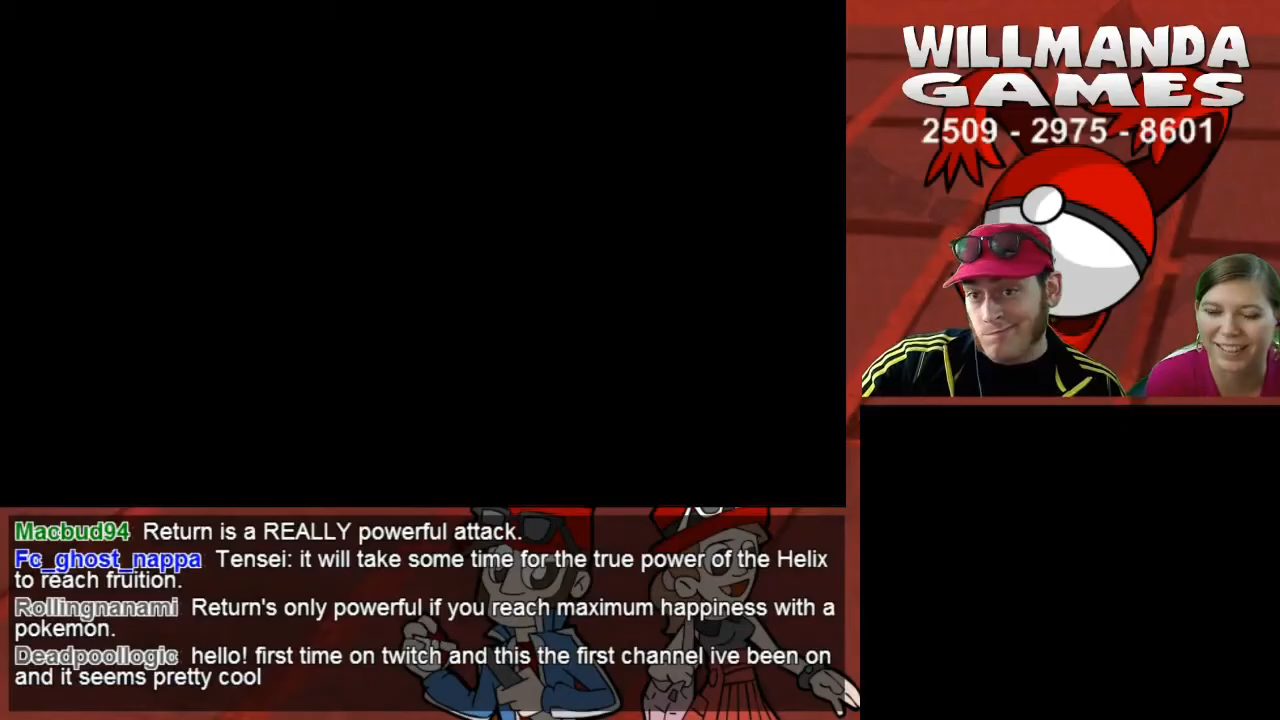 WILLMANDA
GAMES
2509 - 2975 - 8601
Macbud94 Return is a REALLY powerful attack.
Fc_ghost_nappa Tensei: it will take some time for the true power of the Helix
to reach fruition.
Rollingnanami Return's only powerful if you reach maximum happiness with a
pokemon.
Deadpoollogic hello! first time on twitch and this the first channel ive been on
and it seems pretty cool